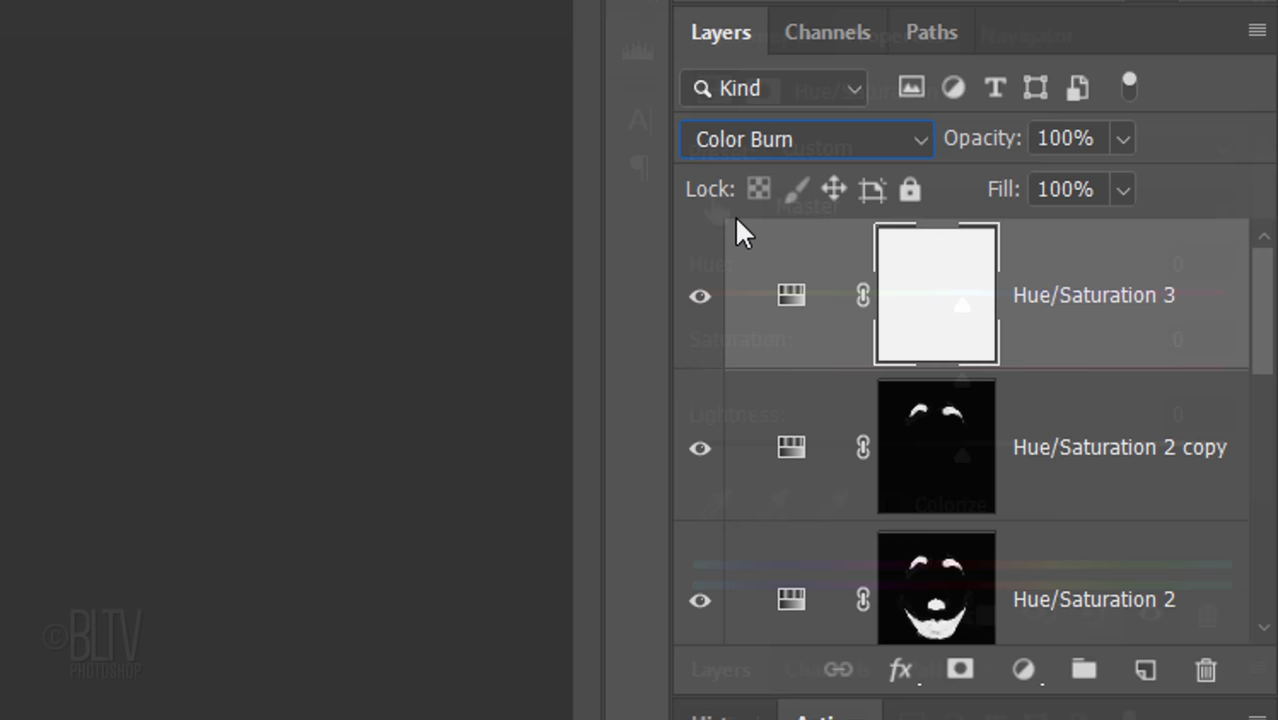 Layers Channels Paths Navigator
Kind Hue/Saturation
Color Burn Opacity: 100%
Custom
Lock: Fill: 100%
Master
Hue: 0
Hue/Saturation 3
Saturation: 0
Lightness: 0
Hue/Saturation 2 copy
Colorize
Hue/Saturation 2
©BLTV
PHOTOSHOP
Layers fx